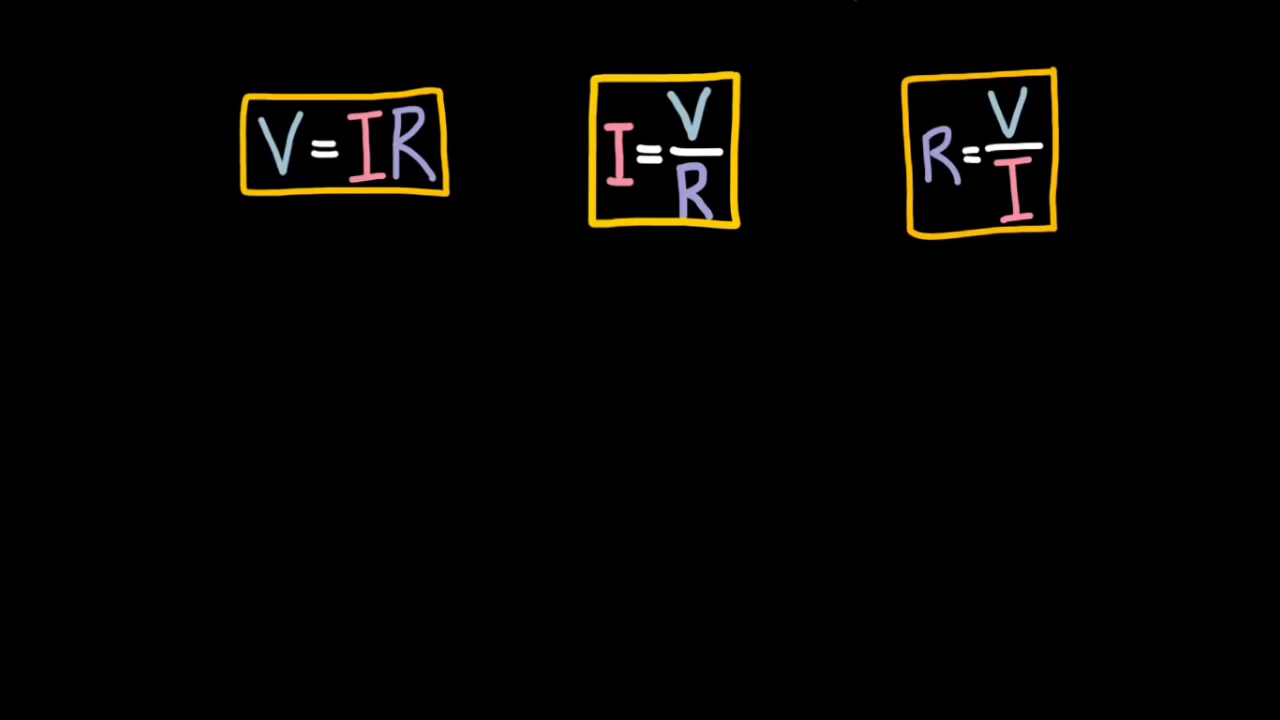 V = IR
I = V/R
R = V/I